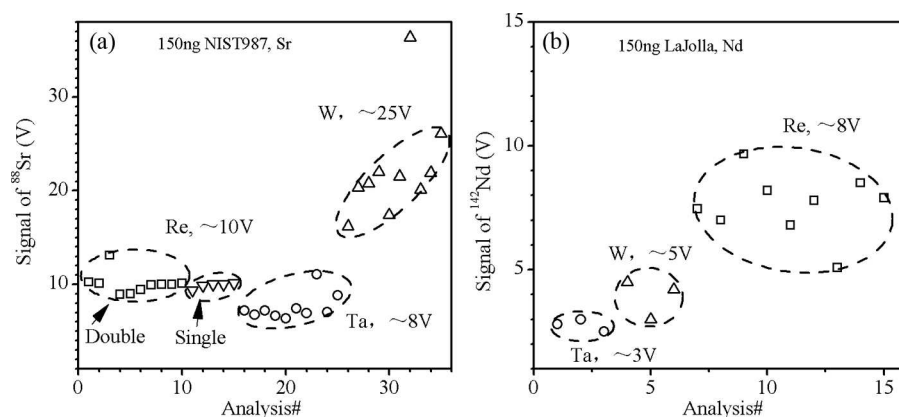 (a)
150ng NIST987, Sr
W, ~25V
Re, ~10V
Double
Single
Ta, ~8V
Signal of ⁸⁸Sr (V)
36
28
20
10
0
0
10
20
30
Analysis#
(b)
150ng LaJolla, Nd
Re, ~8V
W, ~5V
Ta, ~3V
Signal of ¹⁴²Nd (V)
15
10
5
0
5
10
15
Analysis#